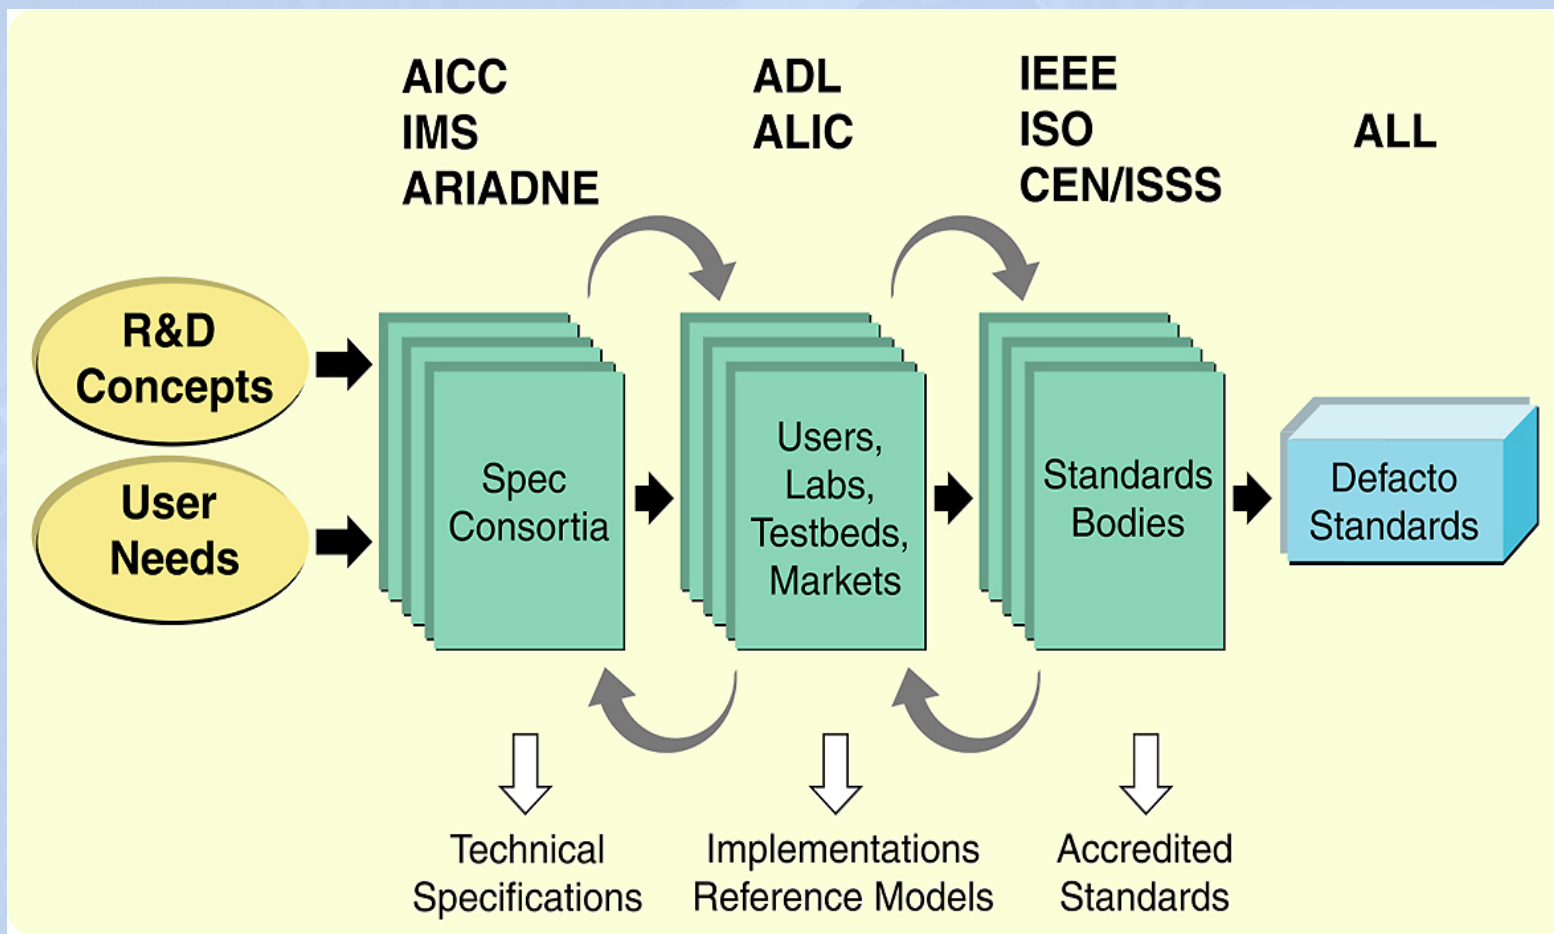 AICC
IMS
ARIADNE
ADL
ALIC
IEEE
ISO
CEN/ISSS
ALL
R&D
Concepts
User
Needs
Spec
Consortia
Users,
Labs,
Testbeds,
Markets
Standards
Bodies
Defacto
Standards
Technical
Specifications
Implementations
Reference Models
Accredited
Standards